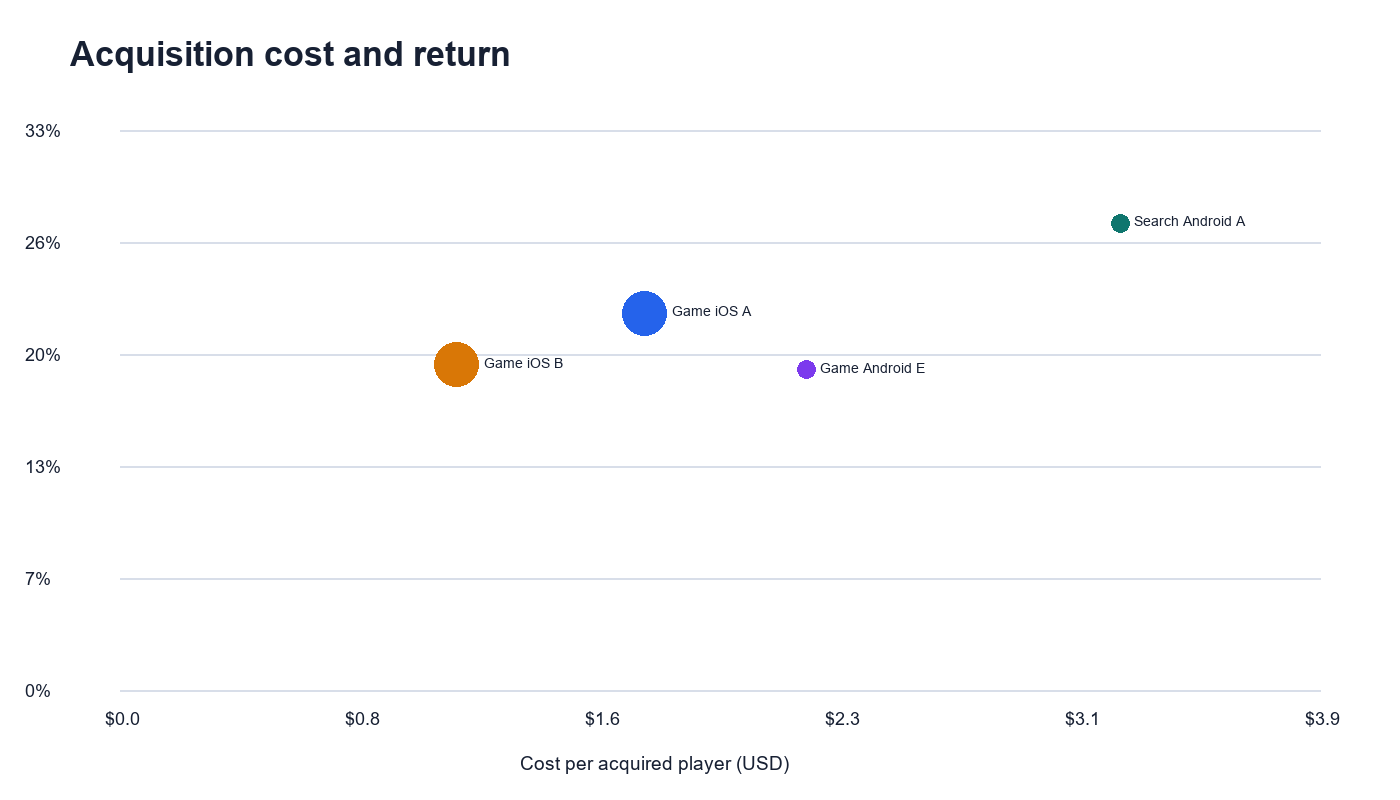 Acquisition cost and return
33%
Search Android A
26%
Game iOS A
20%
Game iOS B
Game Android E
13%
7%
0%
$0.0 $0.8 $1.6 $2.3 $3.1 $3.9
Cost per acquired player (USD)